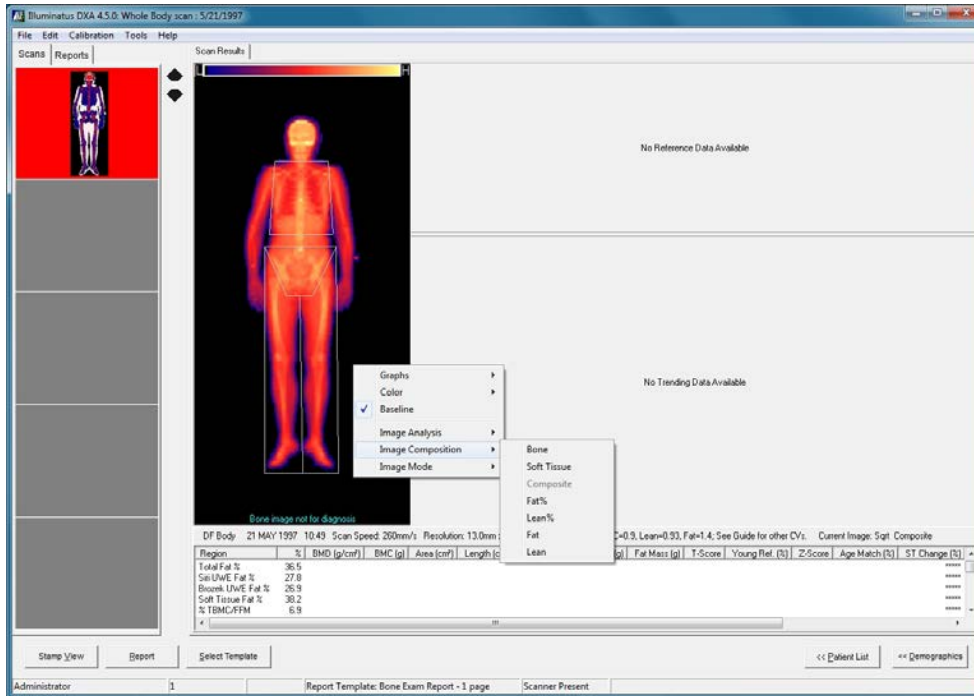 Illuminatus DXA 4.5.0: Whole Body scan : 5/21/1997
File Edit Calibration Tools Help
Scans Reports
Scan Results
L H
No Reference Data Available
No Trending Data Available
Graphs
Color
Baseline
Image Analysis
Image Composition
Image Mode
Bone
Soft Tissue
Composite
Fat%
Lean%
Fat
Lean
Bone image not for diagnosis
DF Body 21 MAY 1997 10:49 Scan Speed: 260mm/s Resolution: 13.0mm =0.9, Lean=0.93, Fat=1.4; See Guide for other CVs. Current Image: Sqrt Composite
Region % BMD (g/cm²) BMC (g) Area (cm²) Length (c g) Fat Mass (g) T-Score Young Ref. (%) Z-Score Age Match (%) ST Change (%)
Total Fat % 36.5 *****
Siri UWE Fat % 27.8 *****
Brozek UWE Fat % 26.9 *****
Soft Tissue Fat % 38.2 *****
% TBMC/FFM 6.9 *****
Stamp View Report Select Template << Patient List << Demographics
Administrator 1 Report Template: Bone Exam Report - 1 page Scanner Present